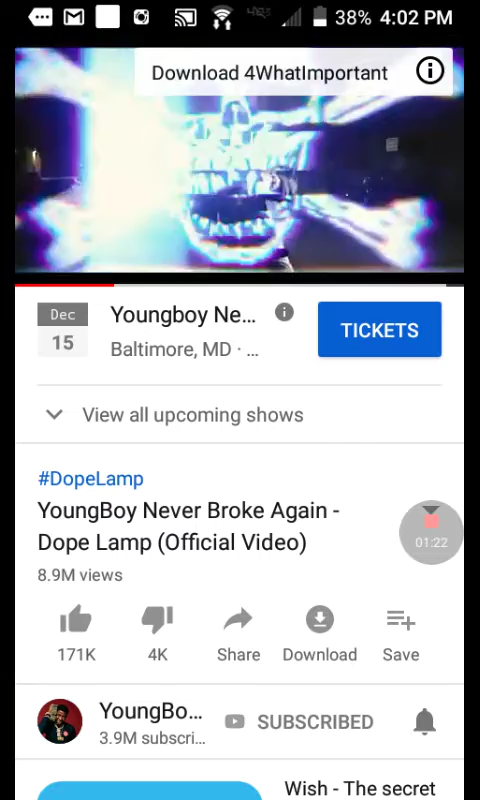 38% 4:02 PM
Download 4WhatImportant
Dec
15
Youngboy Ne...
Baltimore, MD · ...
TICKETS
View all upcoming shows
#DopeLamp
YoungBoy Never Broke Again -
Dope Lamp (Official Video)
01:22
8.9M views
171K
4K
Share
Download
Save
YoungBo...
3.9M subscri...
SUBSCRIBED
Wish - The secret